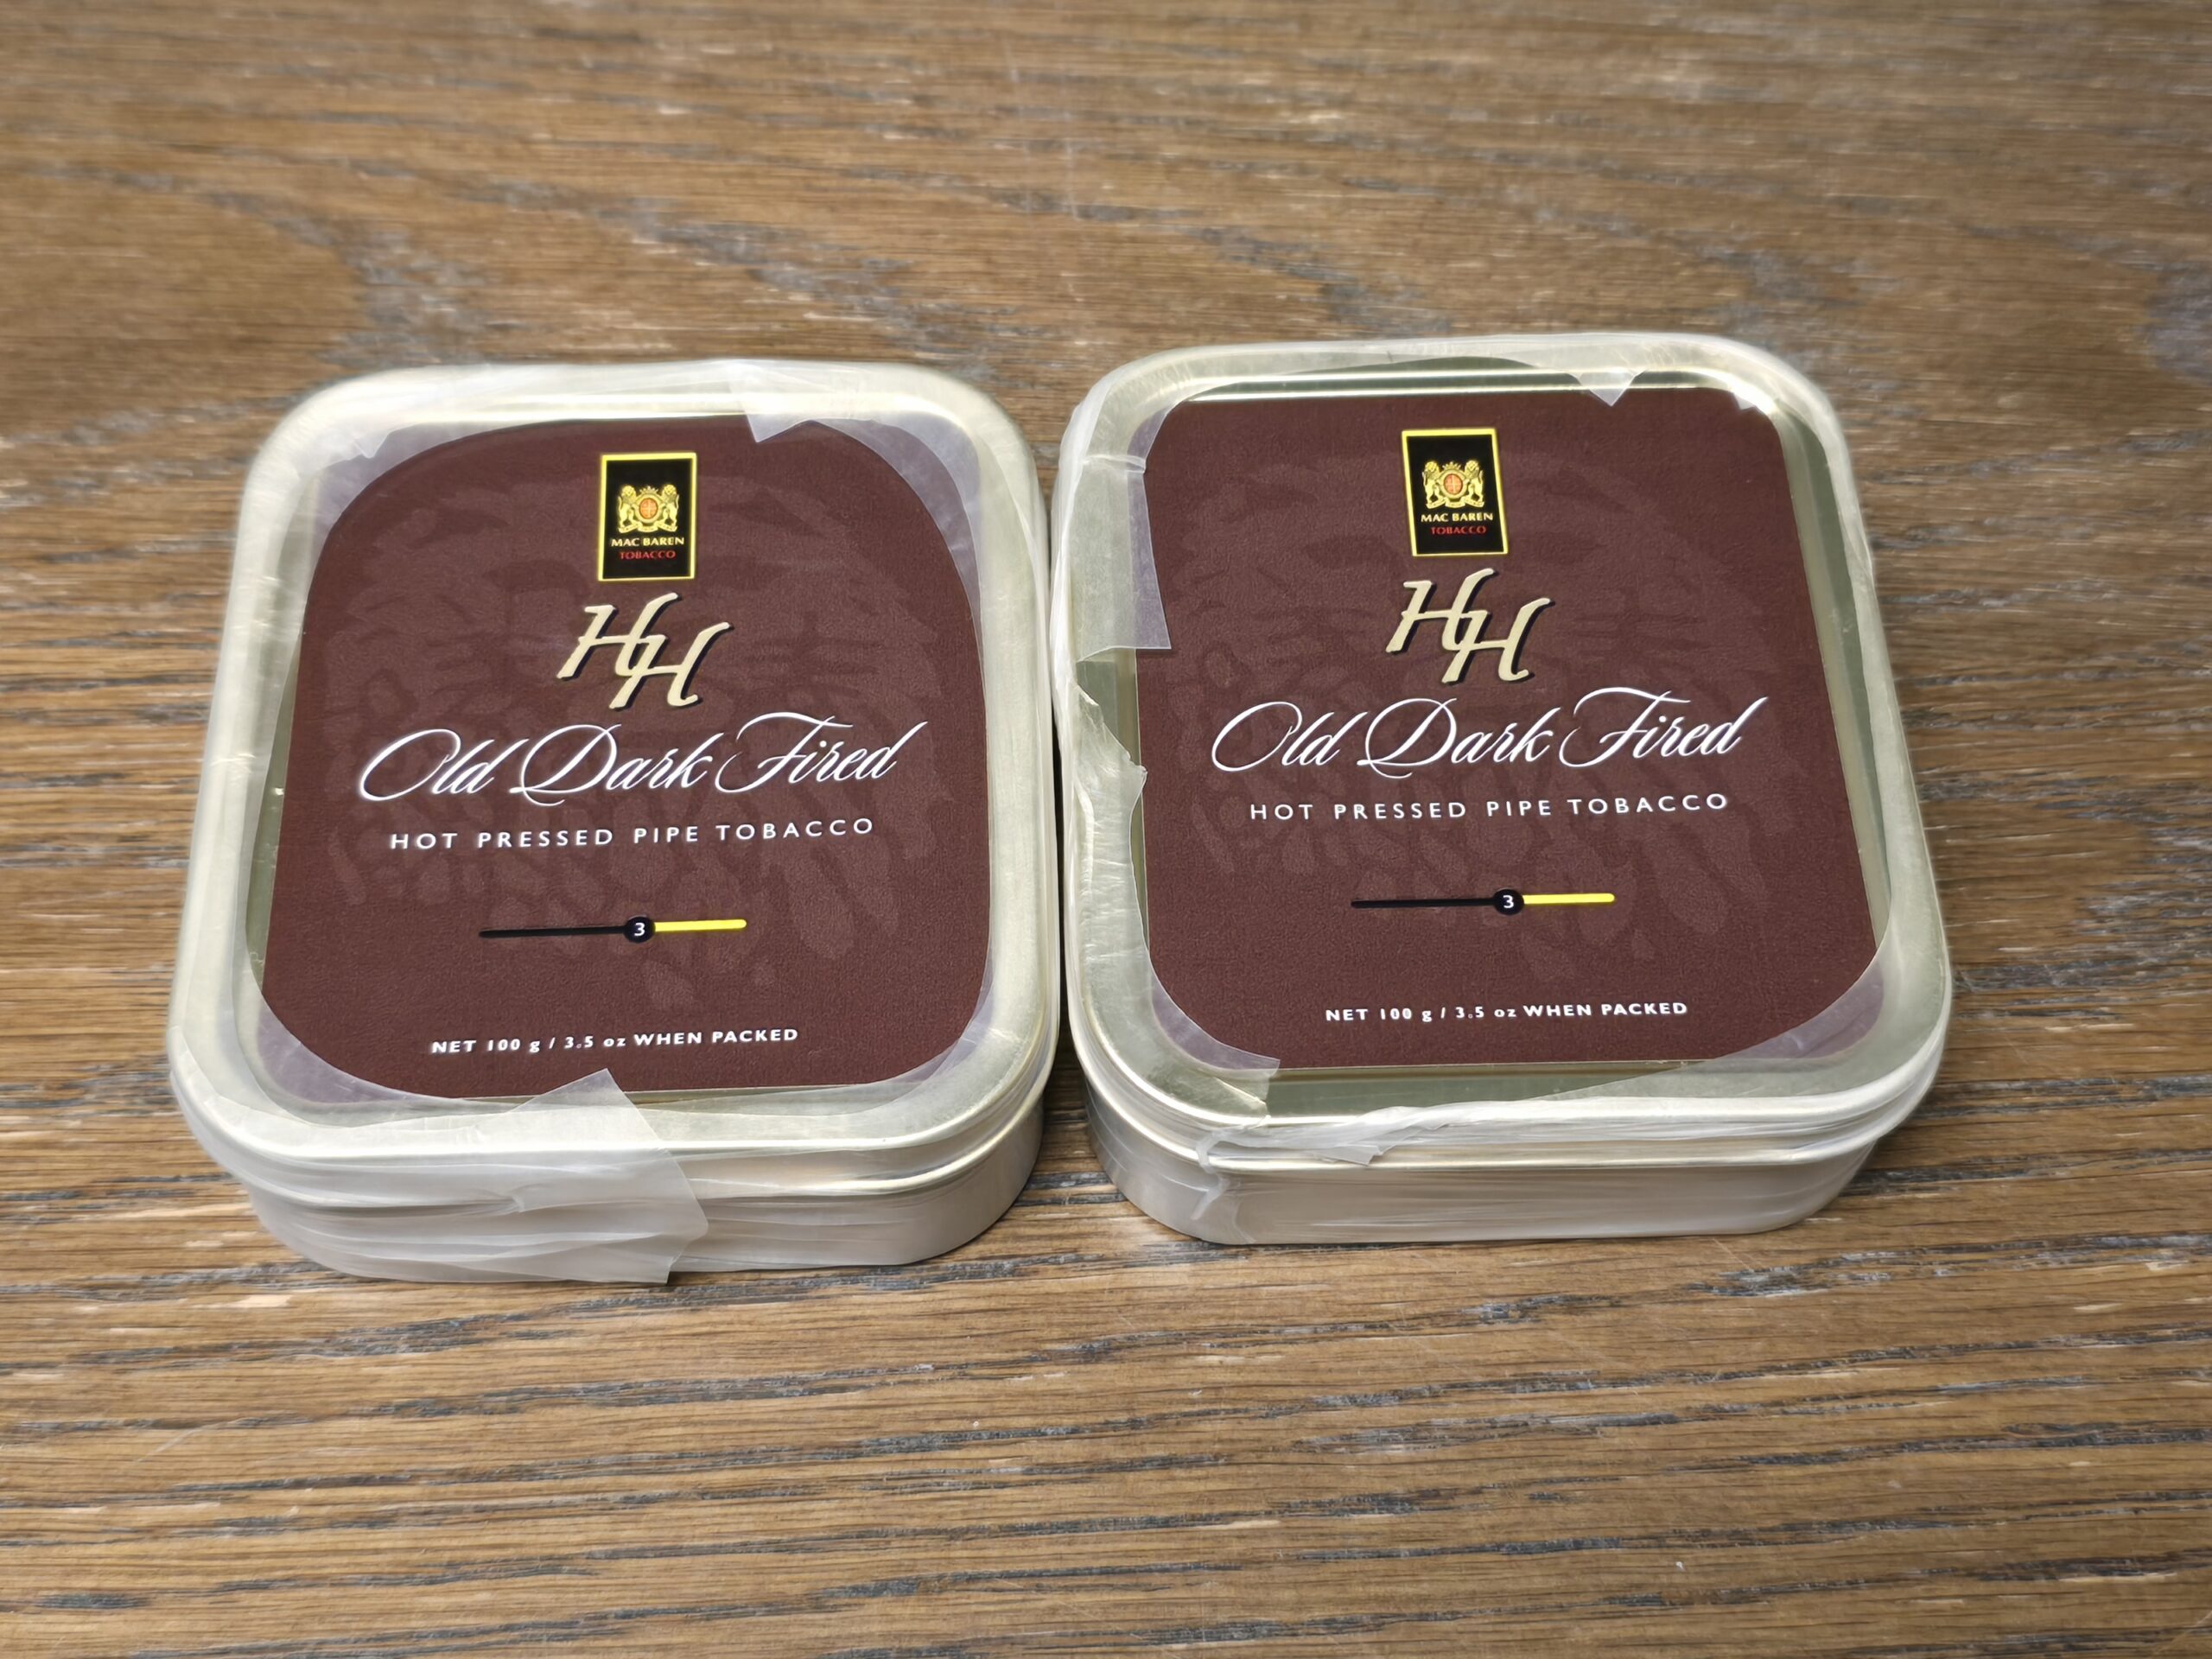 MAC BAREN
TOBACCO
HH
Old Dark Fired
HOT PRESSED PIPE TOBACCO
3
NET 100 g / 3.5 oz WHEN PACKED
MAC BAREN
TOBACCO
HH
Old Dark Fired
HOT PRESSED PIPE TOBACCO
3
NET 100 g / 3.5 oz WHEN PACKED